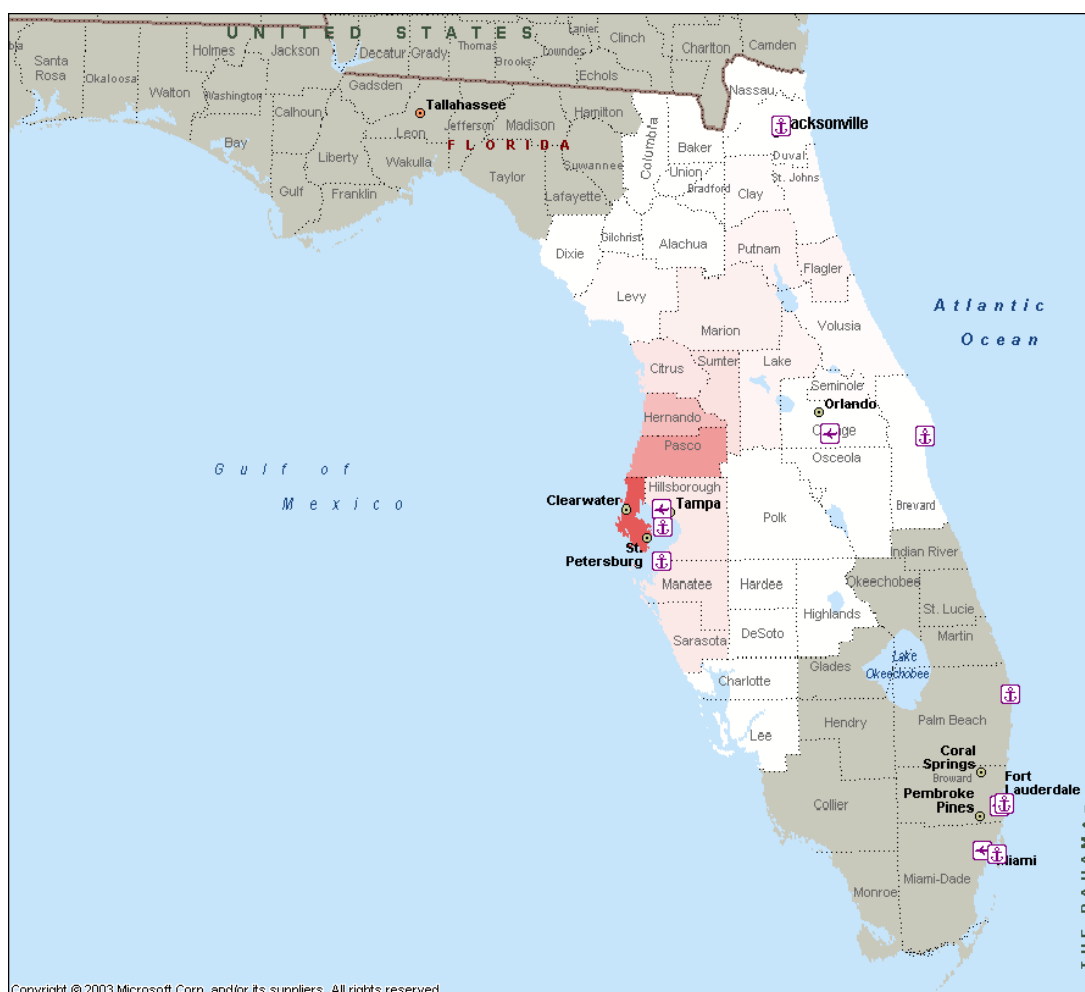 UNITED STATES
Holmes
Jackson
Decatur
Grady
Thomas
Brooks
Lanier
Lowndes
Clinch
Echols
Charlton
Camden
Santa
Rosa
Okaloosa
Walton
Washington
Gadsden
Calhoun
Tallahassee
Leon
Jefferson
Madison
Hamilton
FLORIDA
Bay
Liberty
Wakulla
Suwannee
Taylor
Gulf
Franklin
Lafayette
Columbia
Nassau
acksonville
Baker
Duval
Union
Bradford
St. Johns
Clay
Gilchrist
Alachua
Dixie
Putnam
Flagler
Levy
Marion
Volusia
Atlantic
Ocean
Citrus
Sumter
Lake
Seminole
Orlando
Hernando
Pasco
Osceola
Gulf of
Mexico
Hillsborough
Clearwater
Tampa
Polk
Brevard
St.
Petersburg
Indian River
Manatee
Hardee
Okeechobee
Highlands
St. Lucie
Sarasota
DeSoto
Martin
Glades
Lake
Okeechobee
Charlotte
Hendry
Palm Beach
Lee
Coral
Springs
Broward
Fort
Lauderdale
Pembroke
Pines
Collier
Miami
Miami-Dade
Monroe
THE BAHAMA
Copyright © 2003 Microsoft Corp. and/or its suppliers. All rights reserved.